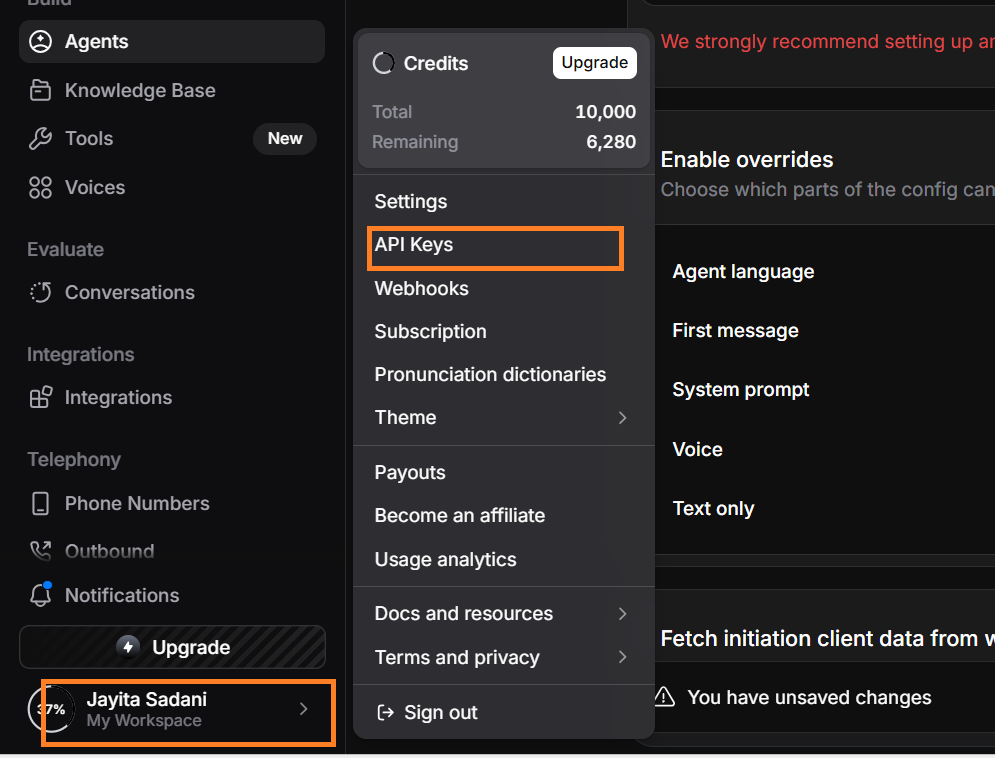 Build
Agents
Knowledge Base
Tools New
Voices
Evaluate
Conversations
Integrations
Integrations
Telephony
Phone Numbers
Outbound
Notifications
Upgrade
37%
Jayita Sadani
My Workspace
Credits Upgrade
Total 10,000
Remaining 6,280
Settings
API Keys
Webhooks
Subscription
Pronunciation dictionaries
Theme
Payouts
Become an affiliate
Usage analytics
Docs and resources
Terms and privacy
Sign out
We strongly recommend setting up
Enable overrides
Choose which parts of the config can
Agent language
First message
System prompt
Voice
Text only
Fetch initiation client data from
You have unsaved changes